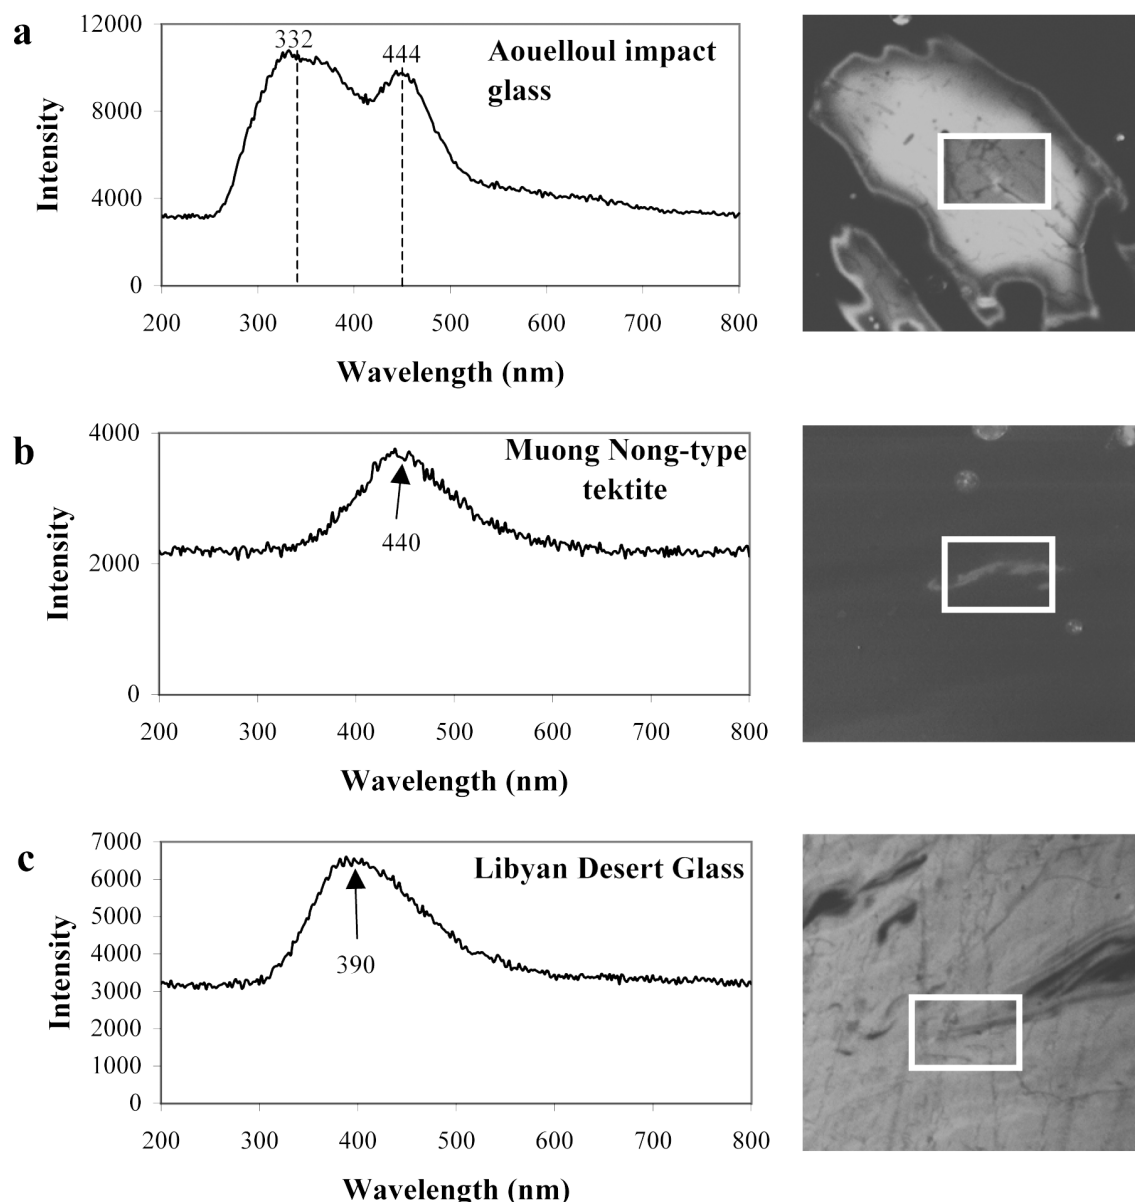 a
12000
8000
4000
0
Intensity
332
444
Aouelloul impact
glass
200 300 400 500 600 700 800
Wavelength (nm)
b
4000
2000
0
Intensity
Muong Nong-type
tektite
440
200 300 400 500 600 700 800
Wavelength (nm)
c
7000
6000
5000
4000
3000
2000
1000
0
Intensity
Libyan Desert Glass
390
200 300 400 500 600 700 800
Wavelength (nm)